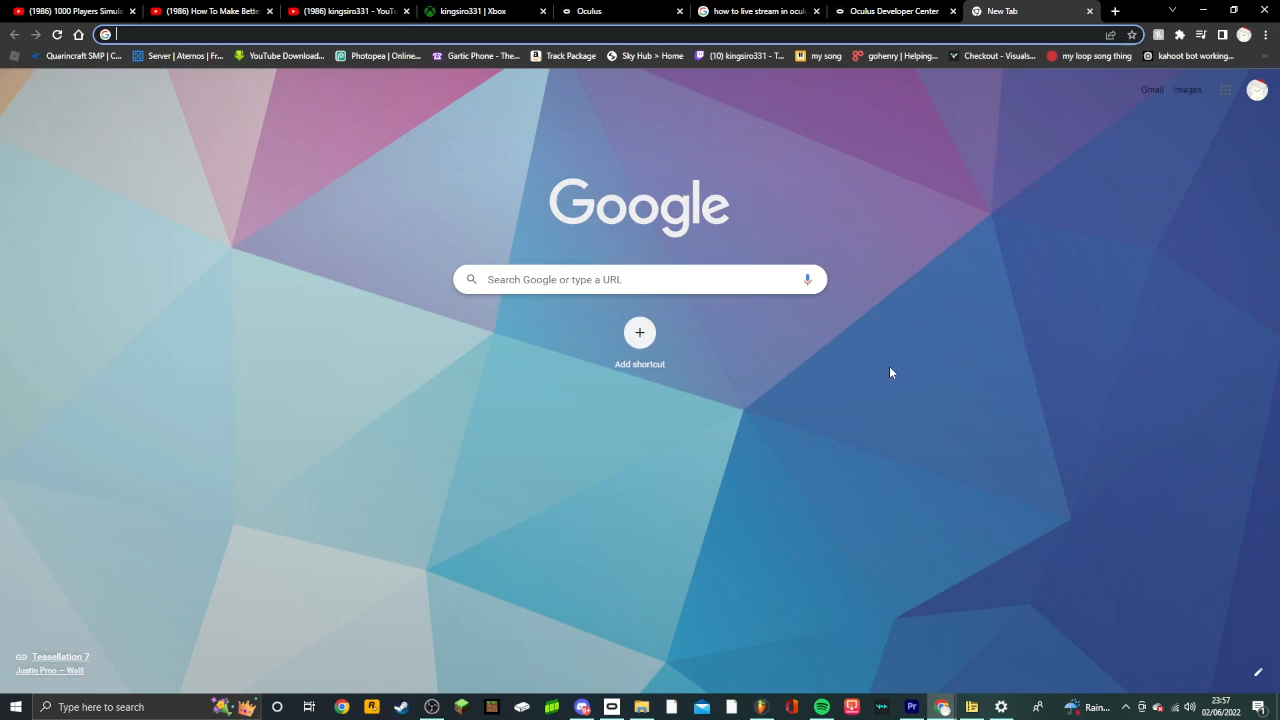 (1986) 1000 Players Simula
(1986) How To Make Better
(1986) kingsiro331 - YouTu
kingsiro331 | Xbox
Oculus
how to live stream in oculu
Oculus Developer Center
New Tab
Quarincraft SMP | C...
Server | Aternos | Fr...
YouTube Download...
Photopea | Online...
Gartic Phone - The...
Track Package
Sky Hub > Home
(10) kingsiro331 - T...
my song
gohenry | Helping...
Checkout - Visuals...
my loop song thing
kahoot bot working...
Gmail Images
Google
Search Google or type a URL
Add shortcut
Tessellation 7
Justin Prno — Walli
Type here to search
Rain...
23:57
02/06/2022